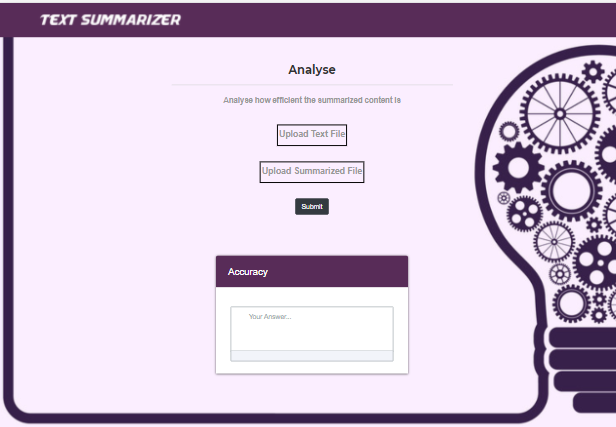 TEXT SUMMARIZER
Analyse
Analyse how efficient the summarized content is
Upload Text File
Upload Summarized File
Submit
Accuracy
Your Answer...